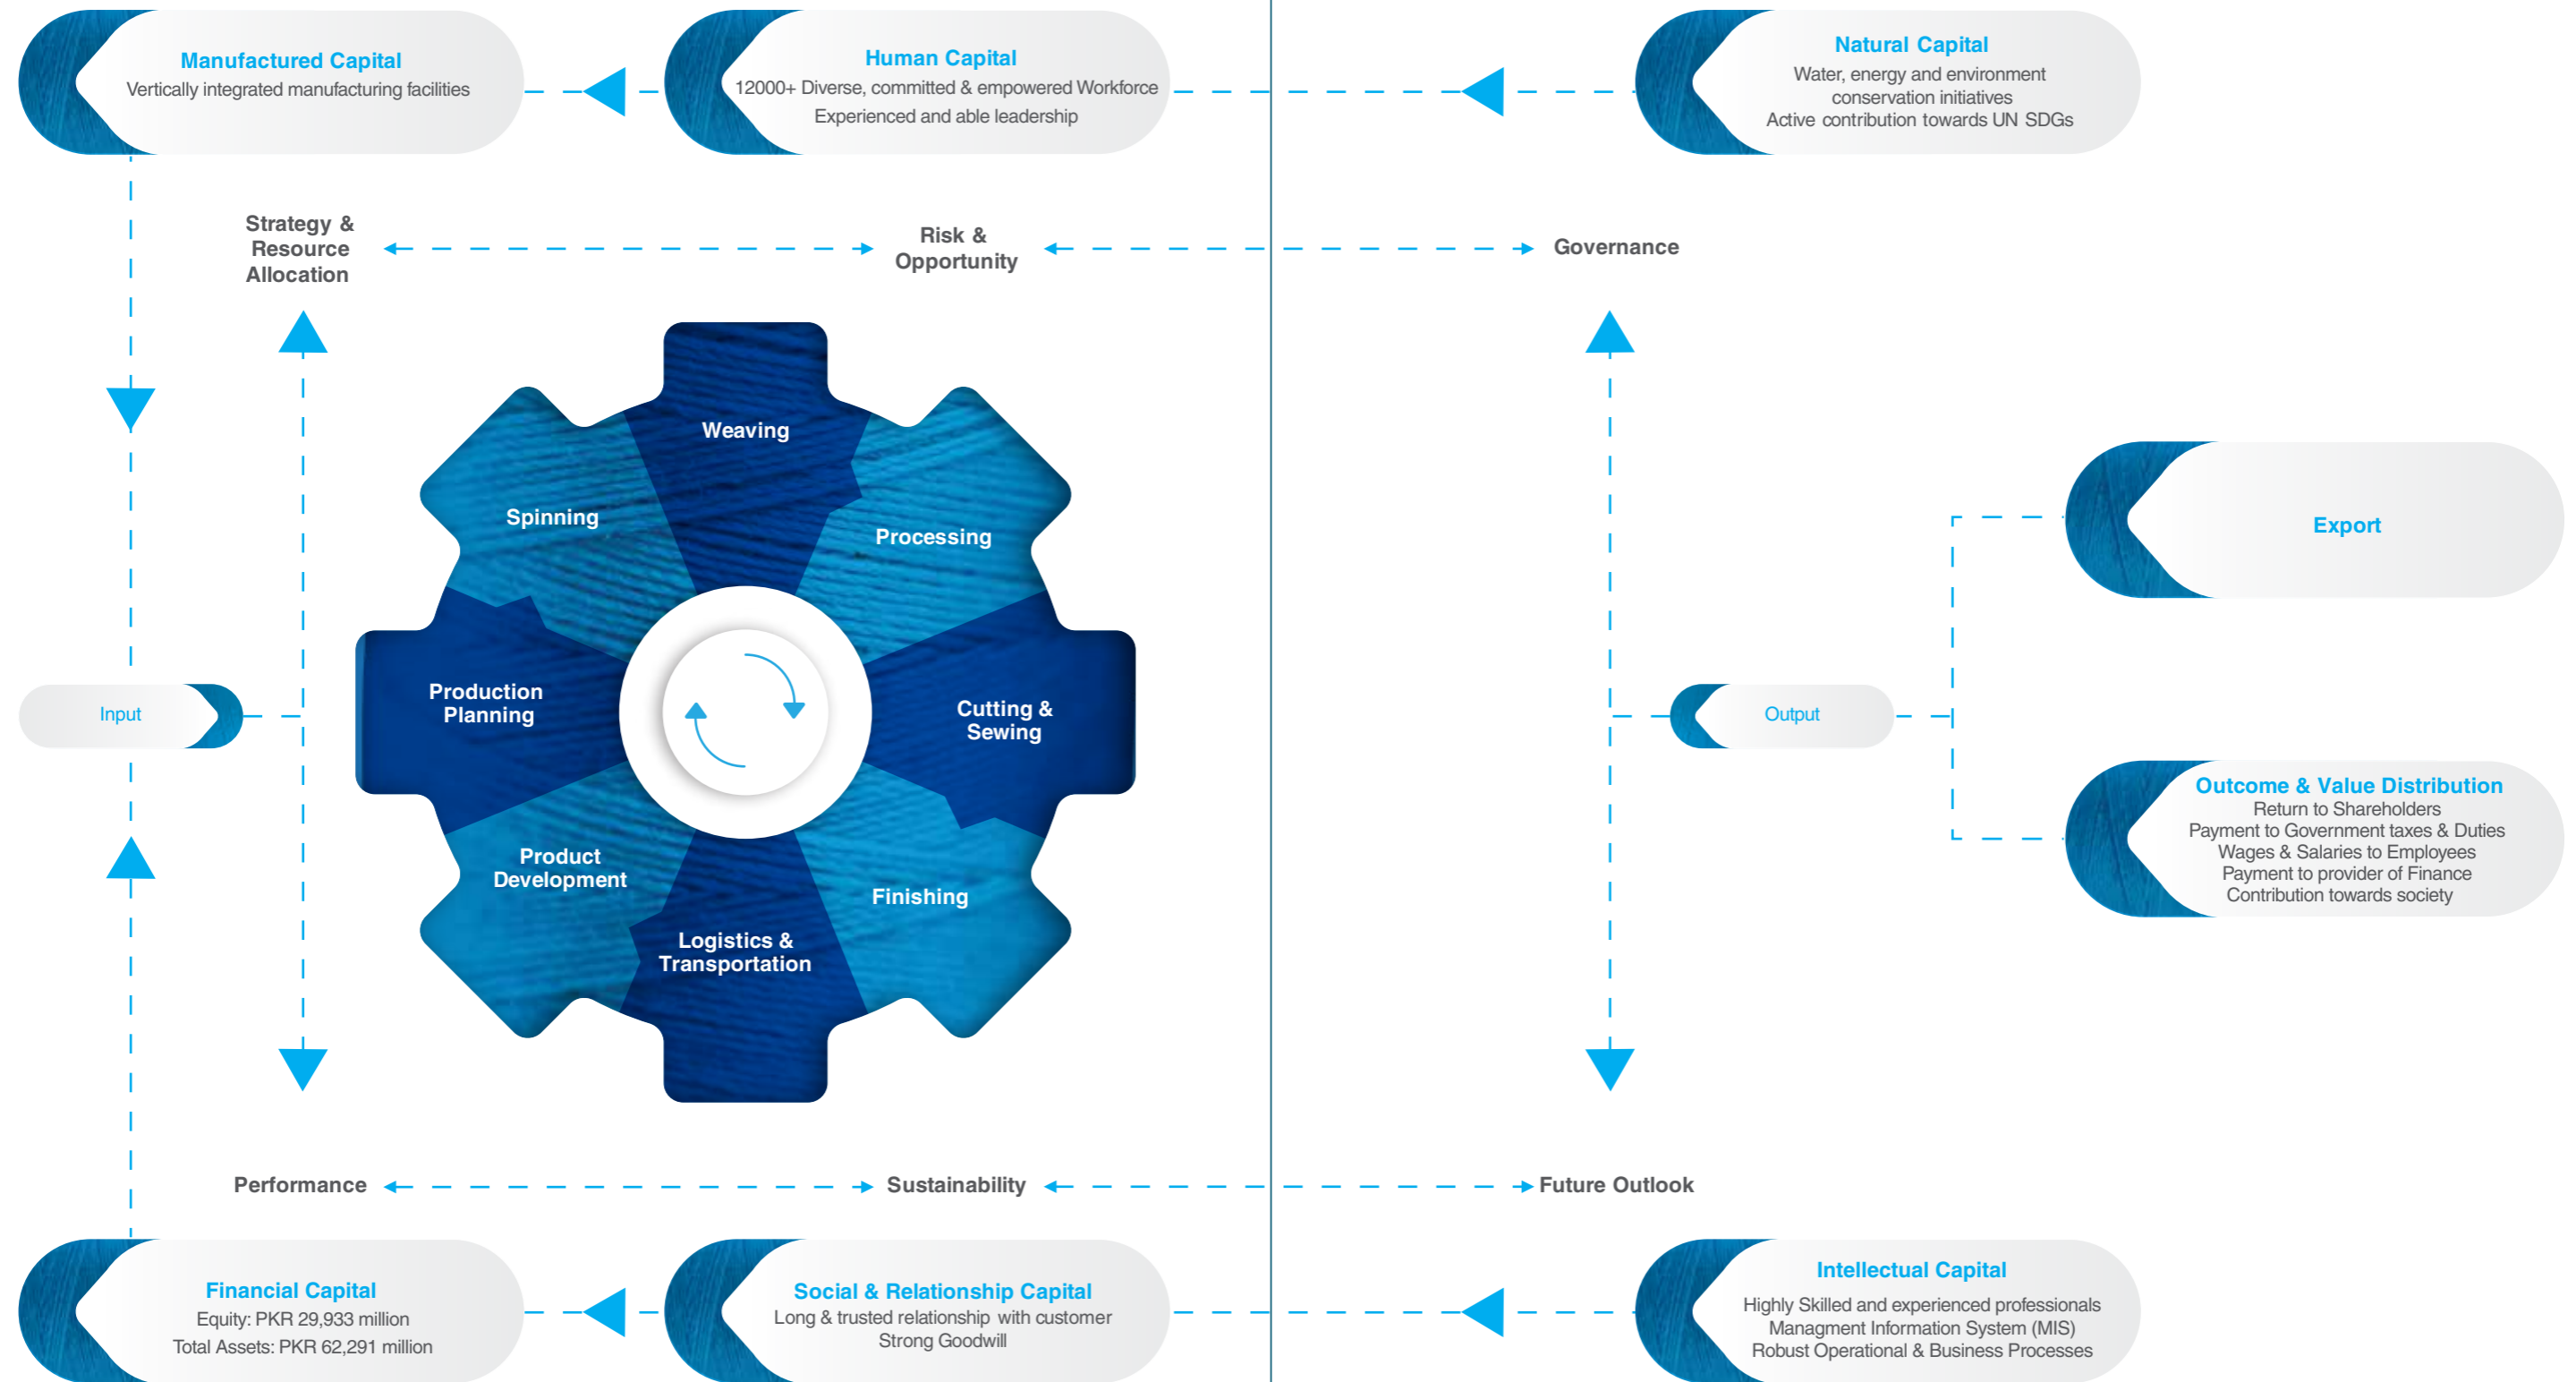 Manufactured Capital
Vertically integrated manufacturing facilities
Human Capital
12000+ Diverse, committed & empowered Workforce
Experienced and able leadership
Natural Capital
Water, energy and environment
conservation initiatives
Active contribution towards UN SDGs
Strategy &
Resource
Allocation
Risk &
Opportunity
Governance
Weaving
Spinning
Processing
Production
Planning
Cutting &
Sewing
Product
Development
Finishing
Logistics &
Transportation
Input
Output
Export
Outcome & Value Distribution
Return to Shareholders
Payment to Government taxes & Duties
Wages & Salaries to Employees
Payment to provider of Finance
Contribution towards society
Performance
Sustainability
Future Outlook
Financial Capital
Equity: PKR 29,933 million
Total Assets: PKR 62,291 million
Social & Relationship Capital
Long & trusted relationship with customer
Strong Goodwill
Intellectual Capital
Highly Skilled and experienced professionals
Managment Information System (MIS)
Robust Operational & Business Processes